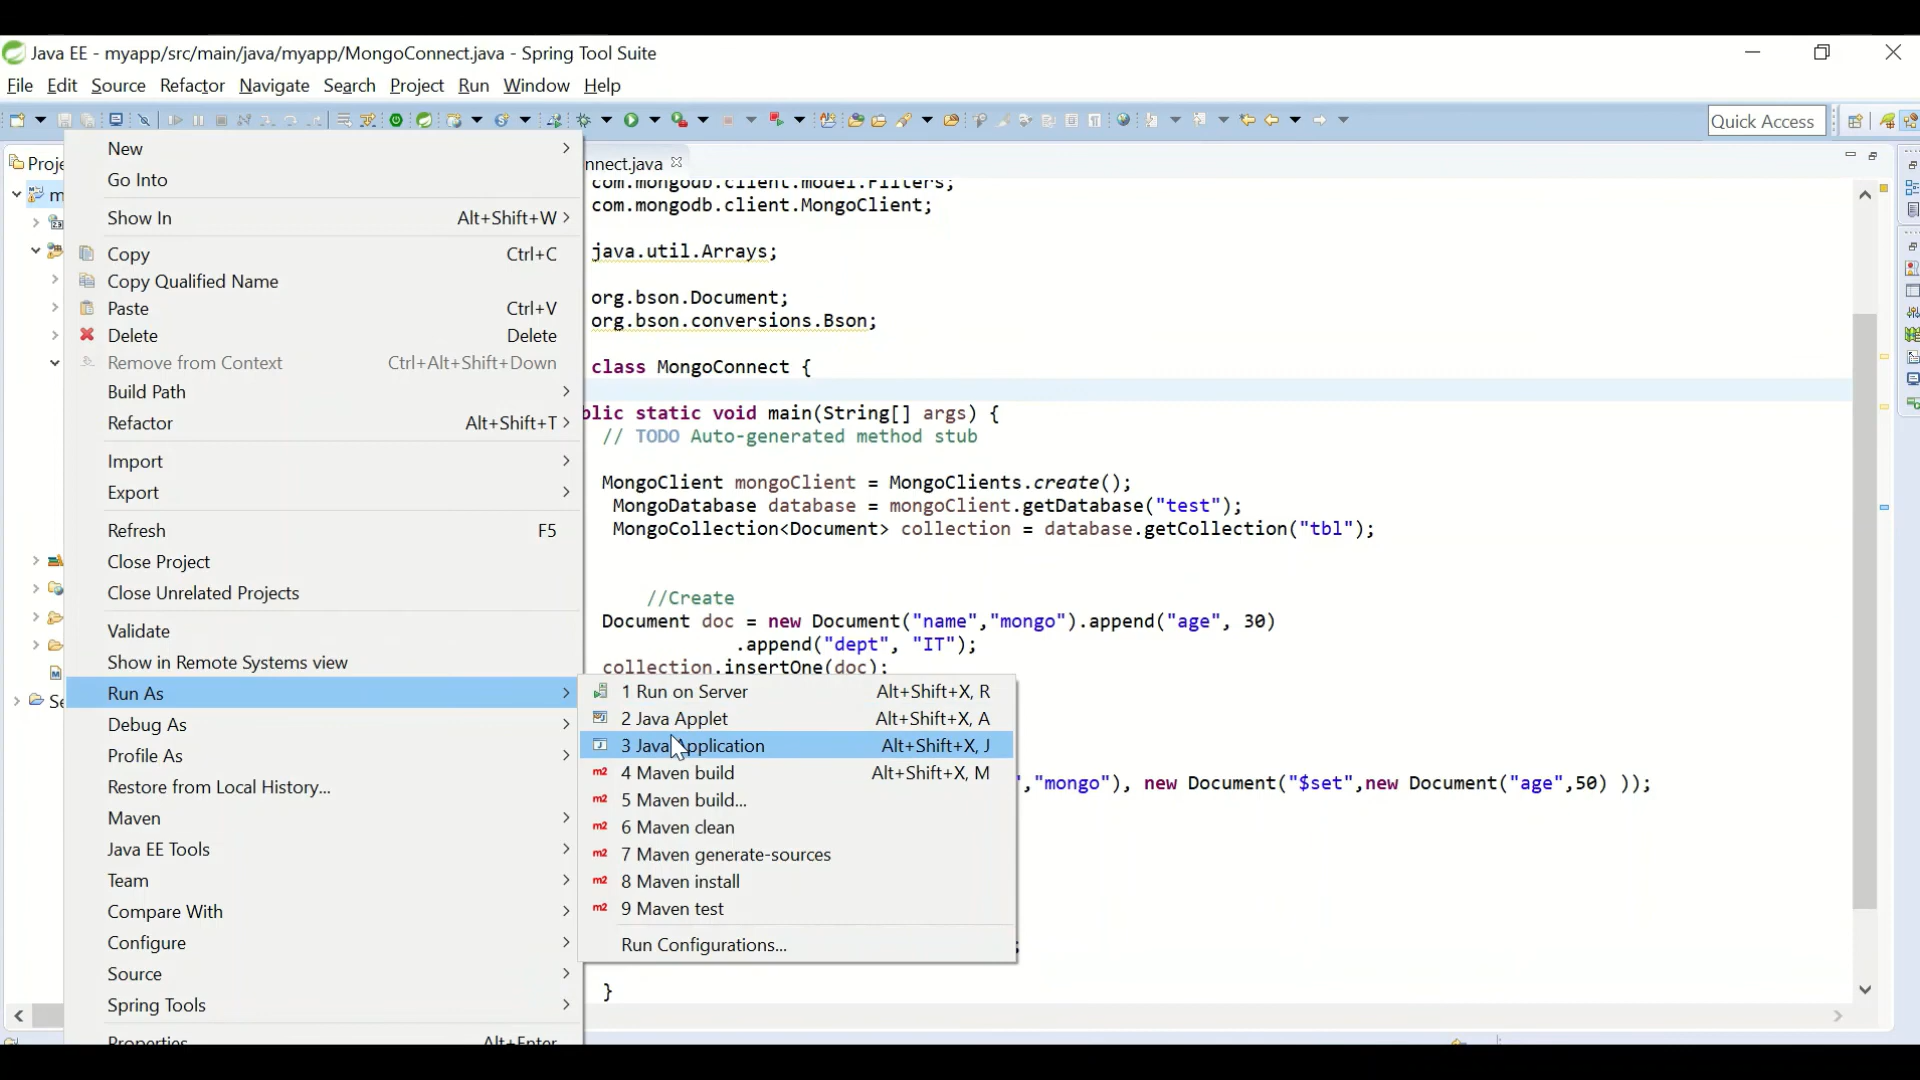 Java EE - myapp/src/main/java/myapp/MongoConnect.java - Spring Tool Suite
File Edit Source Refactor Navigate Search Project Run Window Help
Quick Access
Proje
nnect.java
m
Se
New
Go Into
Show In Alt+Shift+W
Copy Ctrl+C
Copy Qualified Name
Paste Ctrl+V
Delete Delete
Remove from Context Ctrl+Alt+Shift+Down
Build Path
Refactor Alt+Shift+T
Import
Export
Refresh F5
Close Project
Close Unrelated Projects
Validate
Show in Remote Systems view
Run As
Debug As
Profile As
Restore from Local History...
Maven
Java EE Tools
Team
Compare With
Configure
Source
Spring Tools
Properties Alt+Enter
1 Run on Server Alt+Shift+X, R
2 Java Applet Alt+Shift+X, A
3 Java Application Alt+Shift+X, J
4 Maven build Alt+Shift+X, M
5 Maven build...
6 Maven clean
7 Maven generate-sources
8 Maven install
9 Maven test
Run Configurations...
com.mongodb.client.model.Filters;
com.mongodb.client.MongoClient;
java.util.Arrays;
org.bson.Document;
org.bson.conversions.Bson;
class MongoConnect {
blic static void main(String[] args) {
// TODO Auto-generated method stub
MongoClient mongoClient = MongoClients.create();
MongoDatabase database = mongoClient.getDatabase("test");
MongoCollection<Document> collection = database.getCollection("tbl");
//Create
Document doc = new Document("name","mongo").append("age", 30)
.append("dept", "IT");
collection.insertOne(doc);
","mongo"), new Document("$set",new Document("age",50) ));
;
}